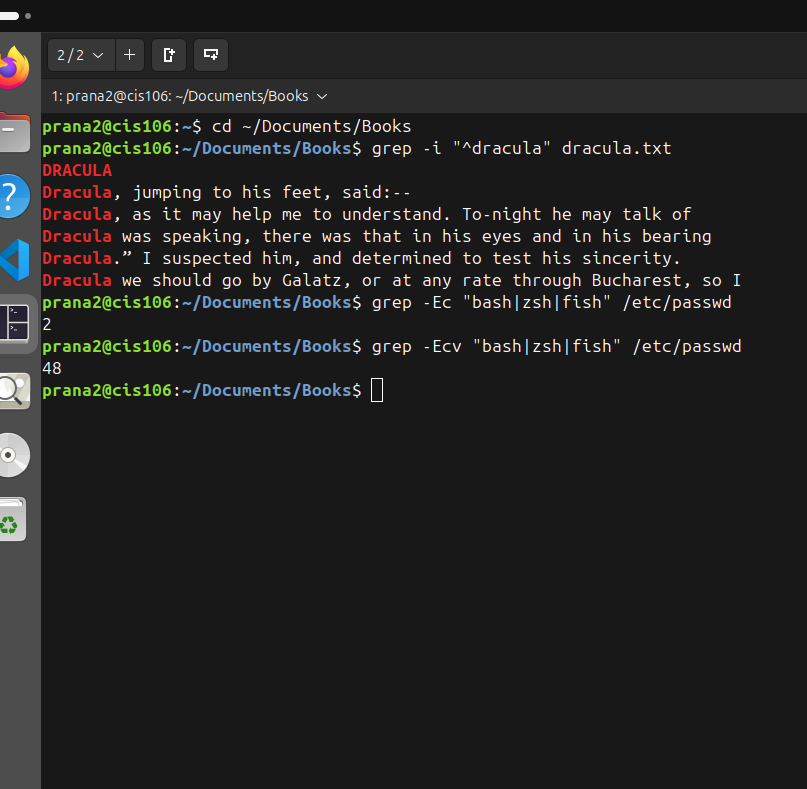 2 / 2
1: prana2@cis106: ~/Documents/Books
prana2@cis106:~$ cd ~/Documents/Books
prana2@cis106:~/Documents/Books$ grep -i "^dracula" dracula.txt
DRACULA
Dracula, jumping to his feet, said:--
Dracula, as it may help me to understand. To-night he may talk of
Dracula was speaking, there was that in his eyes and in his bearing
Dracula.” I suspected him, and determined to test his sincerity.
Dracula we should go by Galatz, or at any rate through Bucharest, so I
prana2@cis106:~/Documents/Books$ grep -Ec "bash|zsh|fish" /etc/passwd
2
prana2@cis106:~/Documents/Books$ grep -Ecv "bash|zsh|fish" /etc/passwd
48
prana2@cis106:~/Documents/Books$